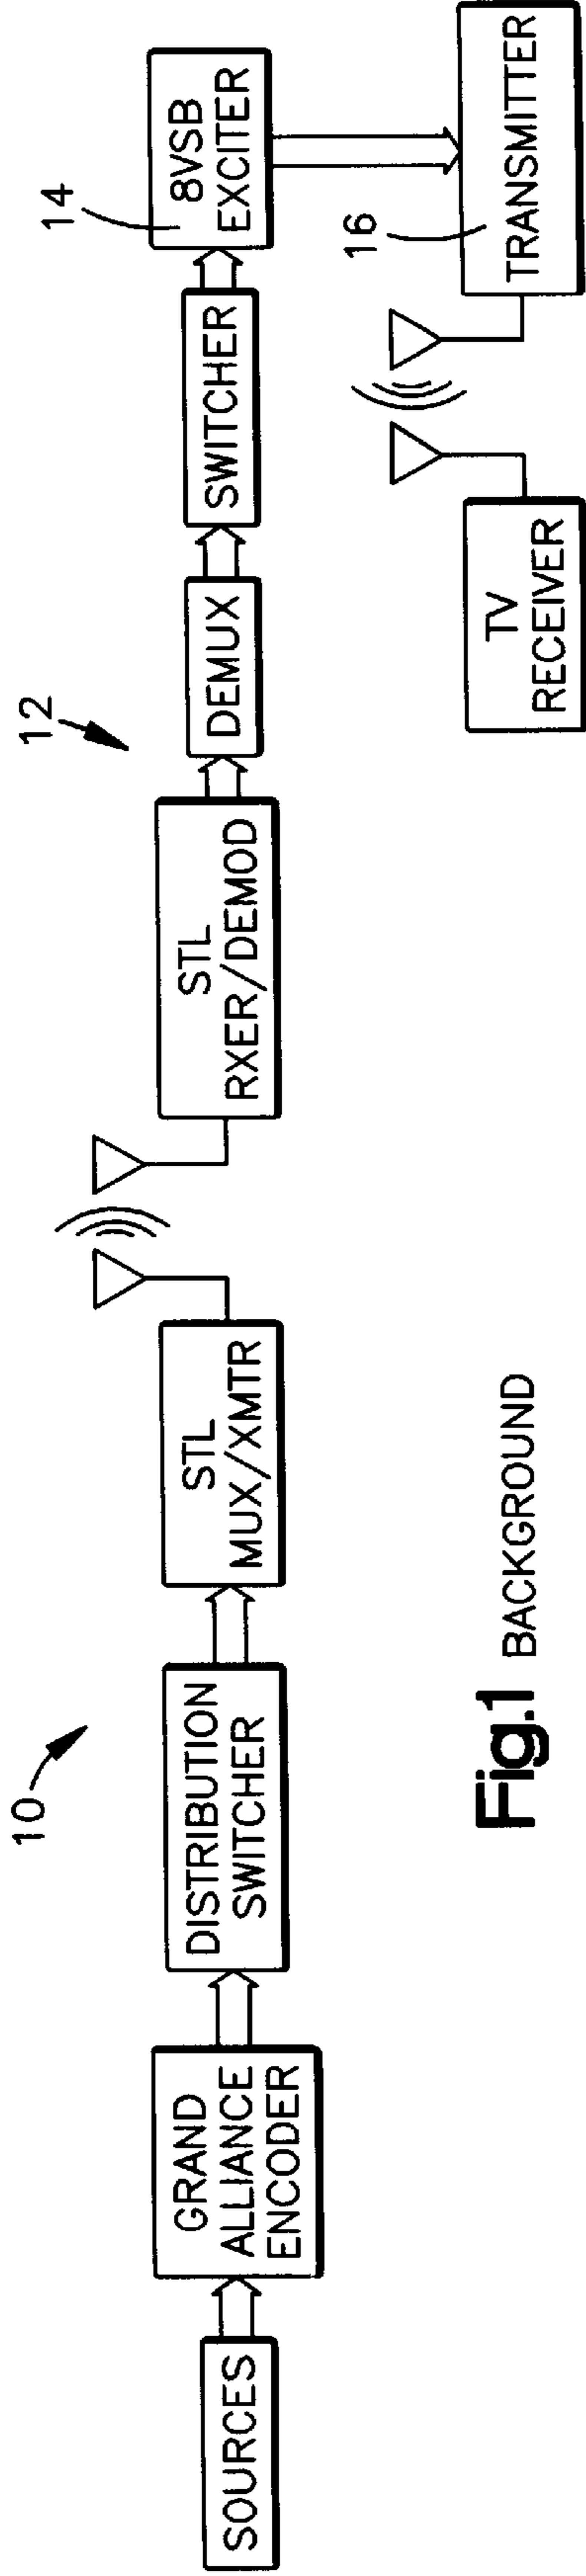 10
12
14
16
SOURCES
GRAND
ALLIANCE
ENCODER
DISTRIBUTION
SWITCHER
STL
MUX/XMTR
STL
RXER/DEMOD
DEMUX
SWITCHER
8VSB
EXCITER
TV
RECEIVER
TRANSMITTER
Fig.1 BACKGROUND